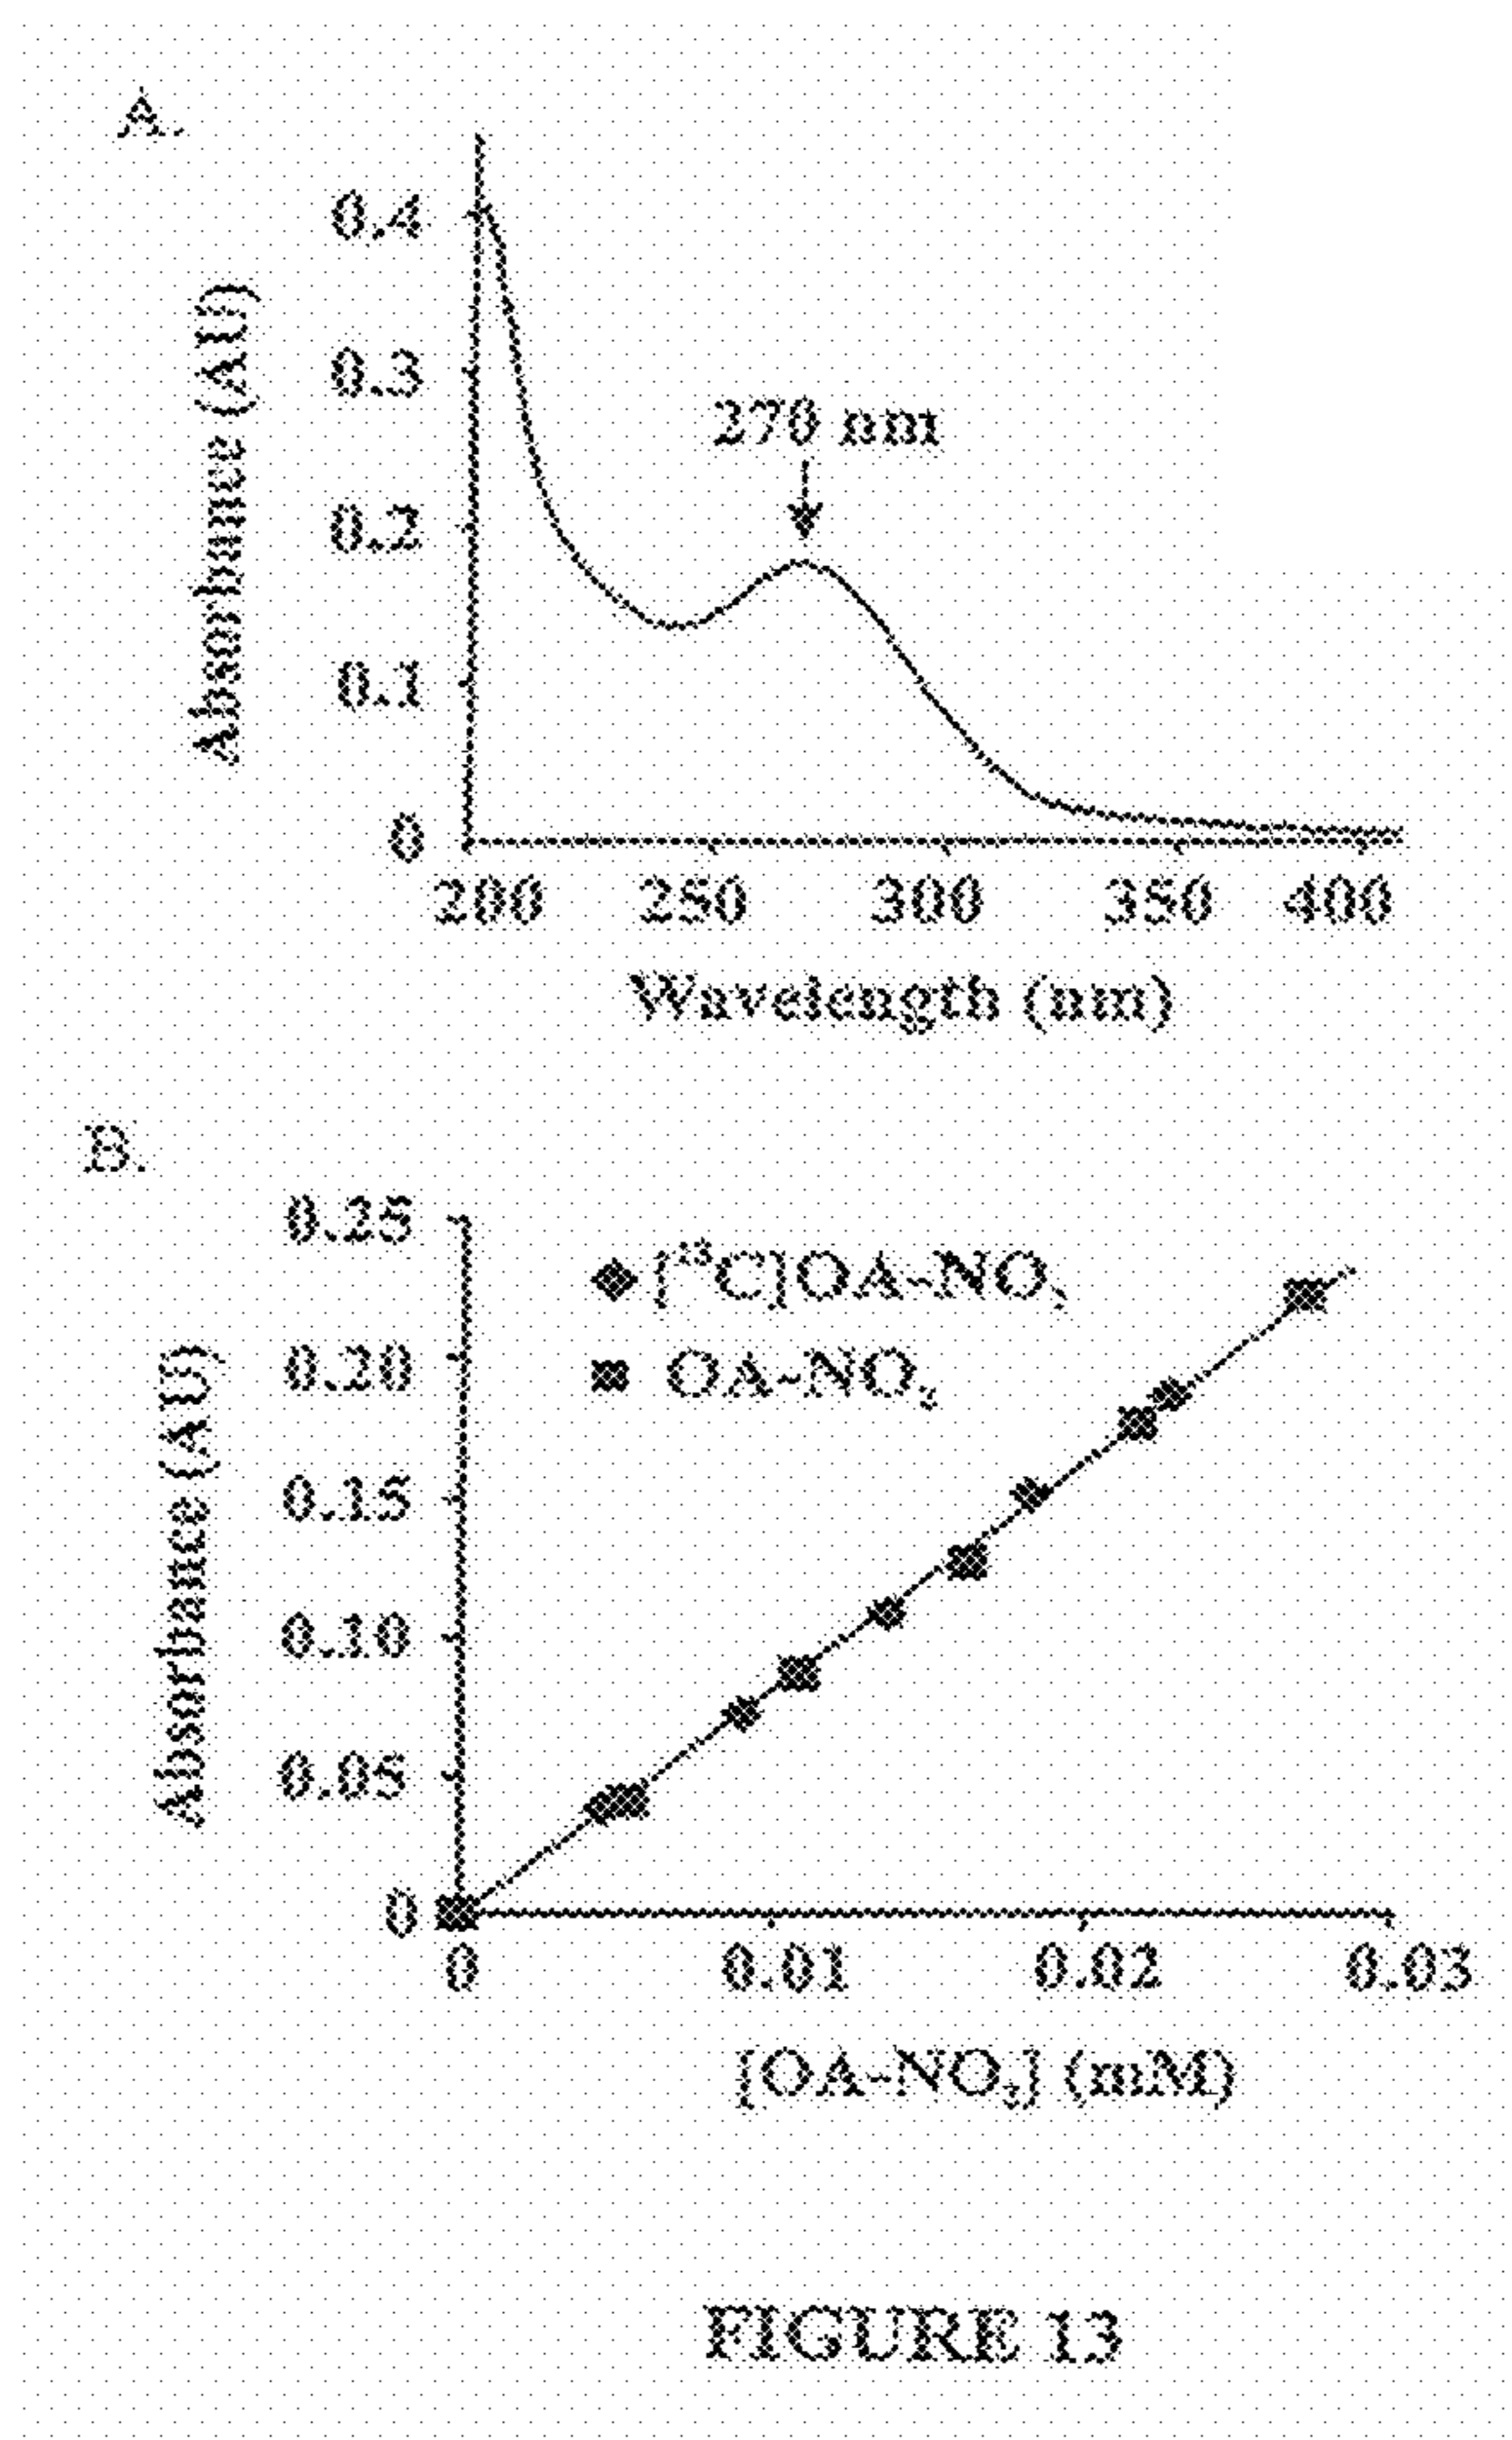 A.
0.4
0.3
0.2
0.1
0
Absorbance (AU)
270 nm
200 250 300 350 400
Wavelength (nm)
B.
0.25
0.20
0.15
0.10
0.05
0
Absorbance (AU)
[¹³C]OA-NO₂
OA-NO₂
0 0.01 0.02 0.03
[OA-NO₂] (mM)
FIGURE 13